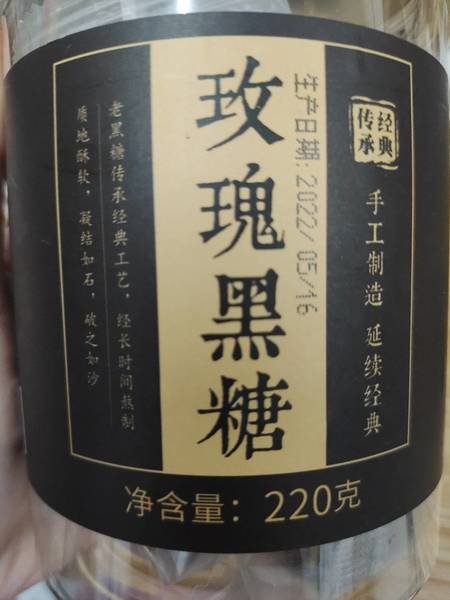 经典
传承
手工制造 延续经典
生产日期:2022/05/16
玫瑰黑糖
老黑糖传承经典工艺，经长时间熬制
质地酥软，凝结如石，破之如沙
净含量：220克